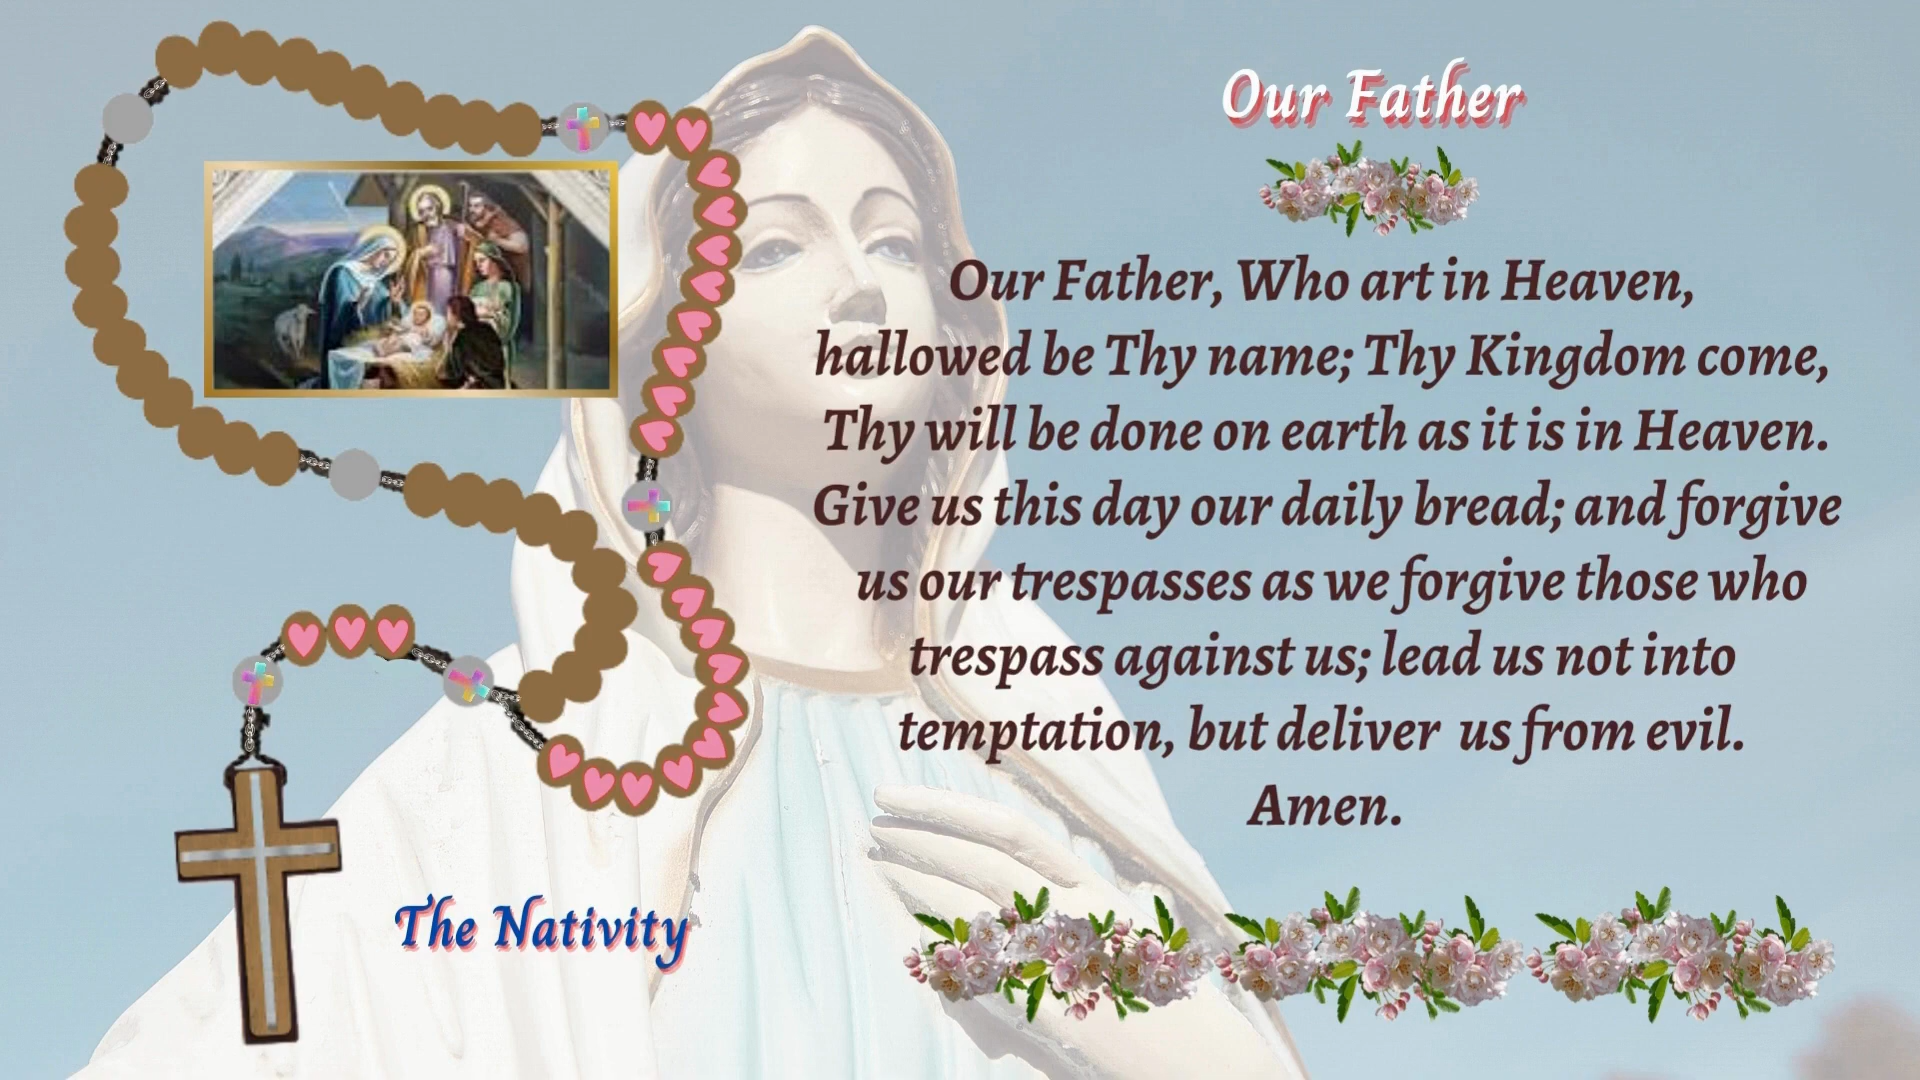 Our Father
Our Father, Who art in Heaven,
hallowed be Thy name; Thy Kingdom come,
Thy will be done on earth as it is in Heaven.
Give us this day our daily bread; and forgive
us our trespasses as we forgive those who
trespass against us; lead us not into
temptation, but deliver us from evil.
Amen.
The Nativity